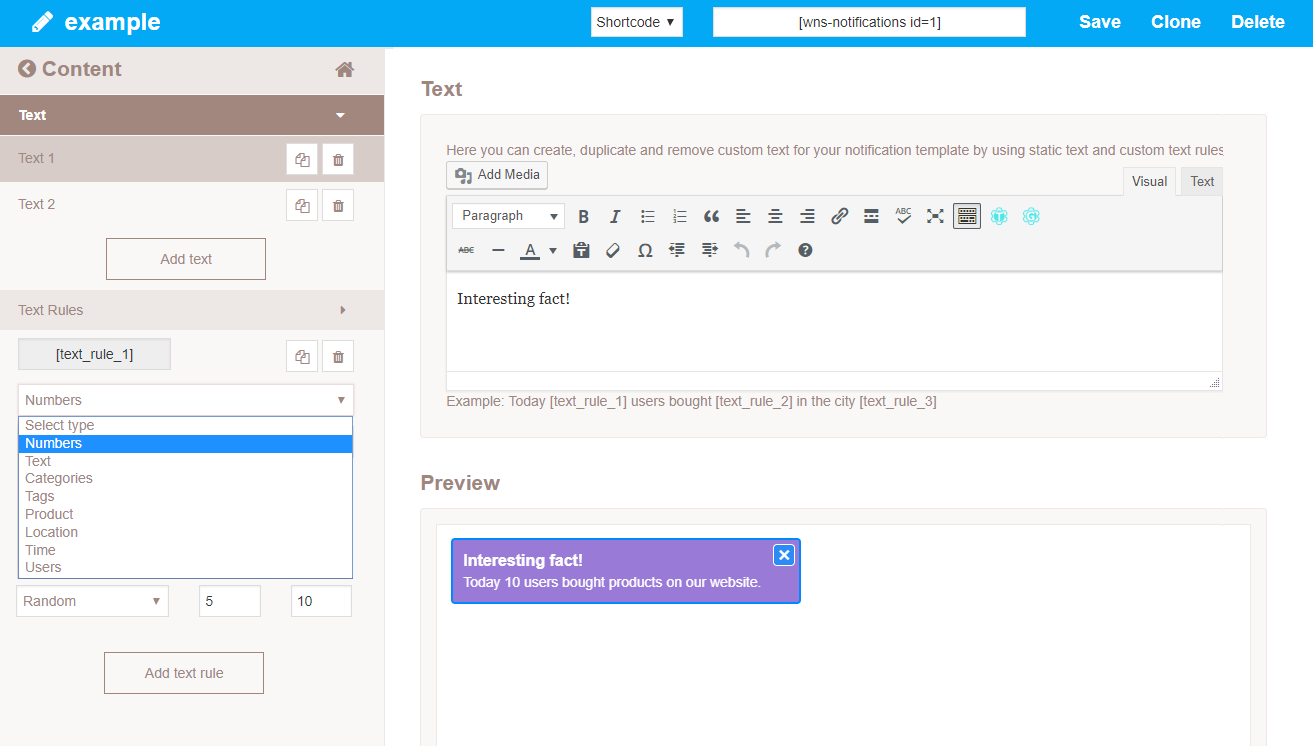 example
Shortcode
[wns-notifications id=1]
Save
Clone
Delete
Content
Text
Text 1
Text 2
Add text
Text Rules
[text_rule_1]
Numbers
Select type
Numbers
Text
Categories
Tags
Product
Location
Time
Users
Random
5
10
Add text rule
Text
Here you can create, duplicate and remove custom text for your notification template by using static text and custom text rules
Add Media
Visual
Text
Paragraph
B
I
ABC
ABC
A
Ω
Interesting fact!
Example: Today [text_rule_1] users bought [text_rule_2] in the city [text_rule_3]
Preview
Interesting fact!
Today 10 users bought products on our website.